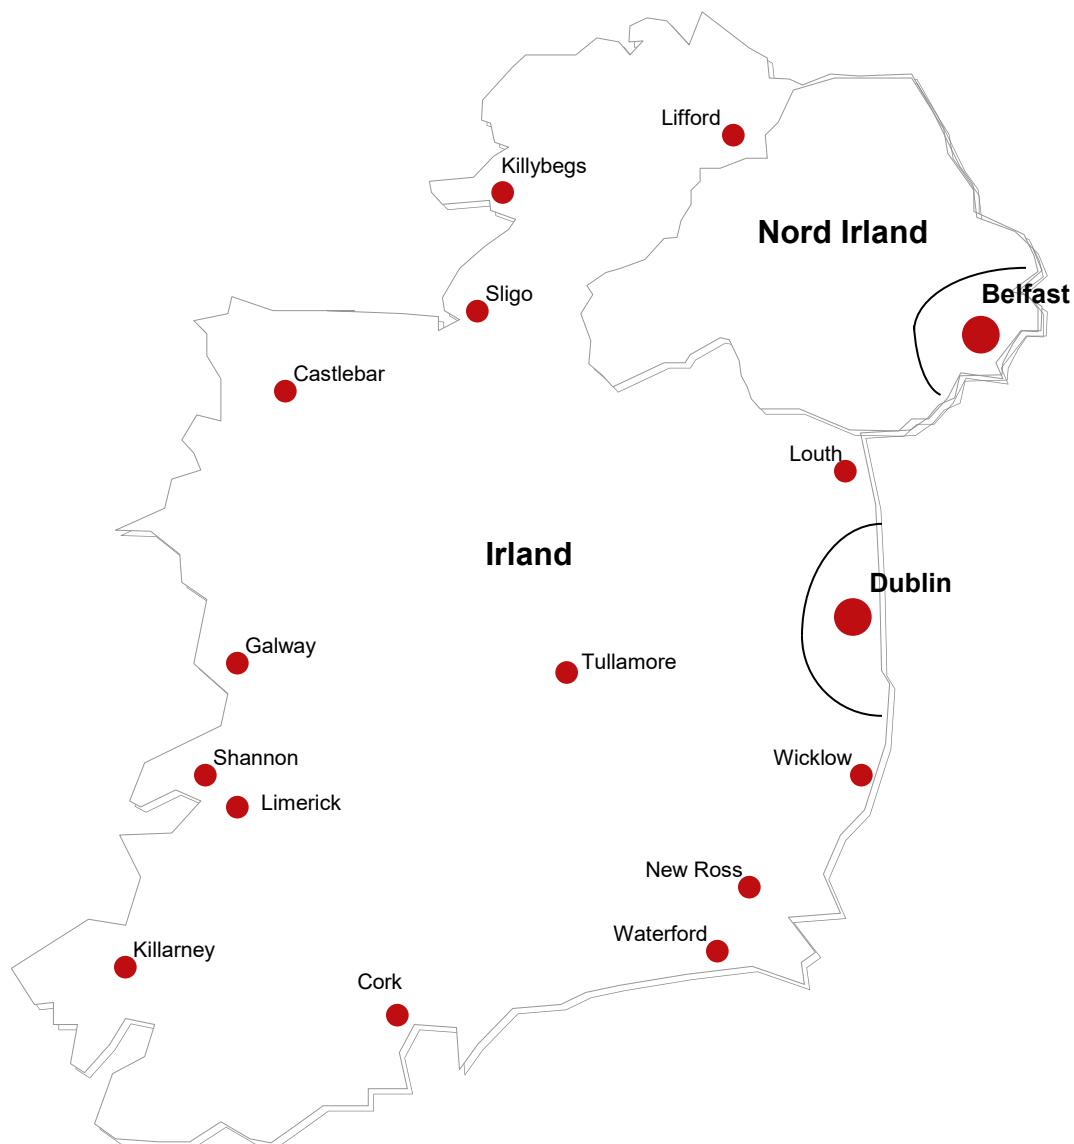 Lifford
Killybegs
Nord Irland
Belfast
Sligo
Castlebar
Louth
Irland
Dublin
Galway
Tullamore
Shannon
Wicklow
Limerick
New Ross
Waterford
Killarney
Cork